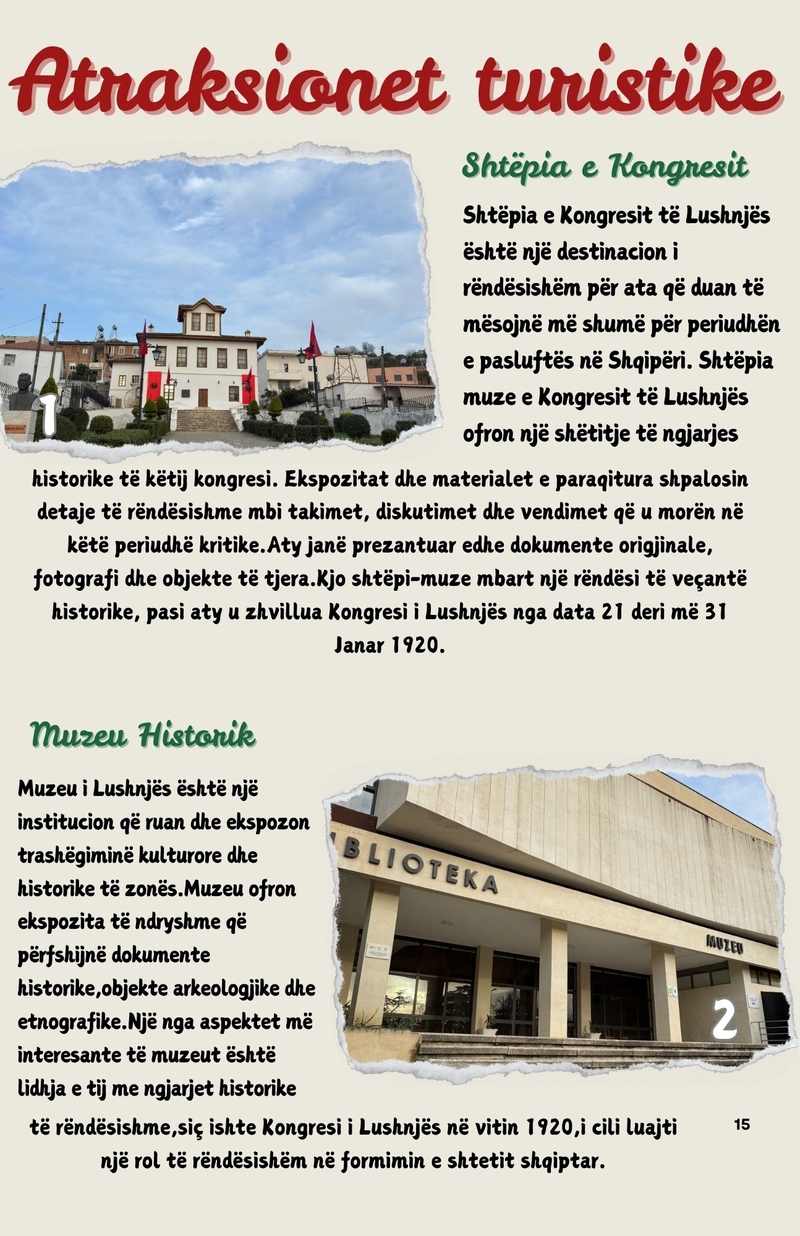 Atraksionet turistike
Shtëpia e Kongresit
Shtëpia e Kongresit të Lushnjës
është një destinacion i
rëndësishëm për ata që duan të
mësojnë më shumë për periudhën
e pasluftës në Shqipëri. Shtëpia
muze e Kongresit të Lushnjës
ofron një shëtitje të ngjarjes
historike të këtij kongresi. Ekspozitat dhe materialet e paraqitura shpalosin
detaje të rëndësishme mbi takimet, diskutimet dhe vendimet që u morën në
këtë periudhë kritike.Aty janë prezantuar edhe dokumente origjinale,
fotografi dhe objekte të tjera.Kjo shtëpi-muze mbart një rëndësi të veçantë
historike, pasi aty u zhvillua Kongresi i Lushnjës nga data 21 deri më 31
Janar 1920.
1
Muzeu Historik
Muzeu i Lushnjës është një
institucion që ruan dhe ekspozon
trashëgiminë kulturore dhe
historike të zonës.Muzeu ofron
ekspozita të ndryshme që
përfshijnë dokumente
historike,objekte arkeologjike dhe
etnografike.Një nga aspektet më
interesante të muzeut është
lidhja e tij me ngjarjet historike
të rëndësishme,siç ishte Kongresi i Lushnjës në vitin 1920,i cili luajti
një rol të rëndësishëm në formimin e shtetit shqiptar.
BLIOTEKA
MUZEU
2
15